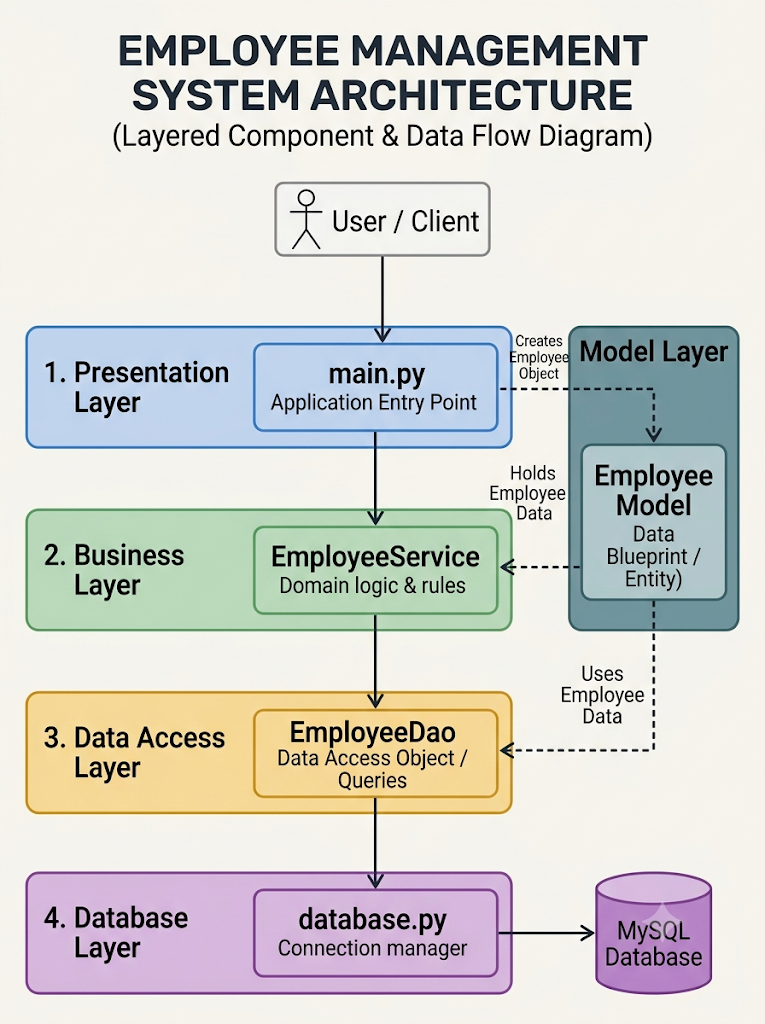 EMPLOYEE MANAGEMENT
SYSTEM ARCHITECTURE
(Layered Component & Data Flow Diagram)
User / Client
1. Presentation
Layer
main.py
Application Entry Point
Creates
Employee
Object
Model Layer
Holds
Employee
Data
Employee
Model
Data
Blueprint /
Entity)
2. Business
Layer
EmployeeService
Domain logic & rules
Uses
Employee
Data
3. Data Access
Layer
EmployeeDao
Data Access Object /
Queries
4. Database
Layer
database.py
Connection manager
MySQL
Database